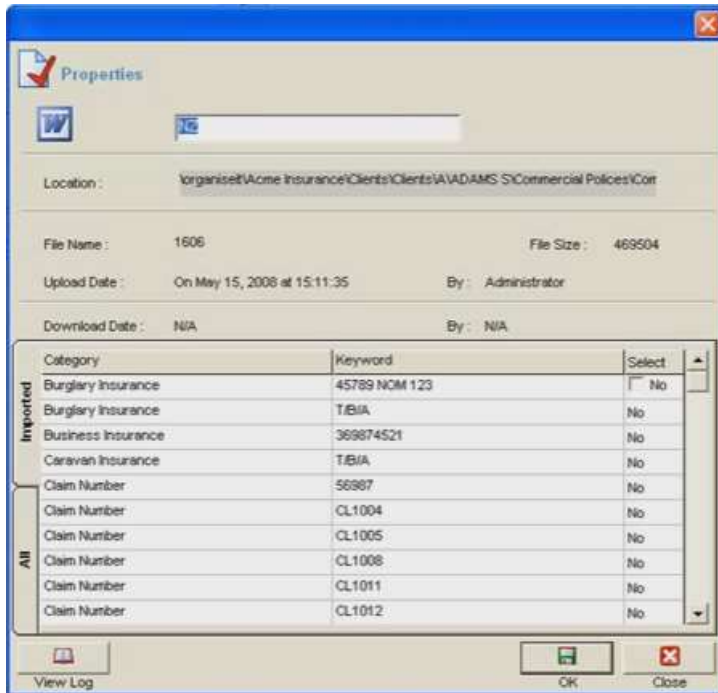 Properties
W
Location : \organiseit\Acme Insurance\Clients\Clients\A\ADAMS S\Commercial Polices\Com
File Name : 1606 File Size : 469504
Upload Date : On May 15, 2008 at 15:11:35 By : Administrator
Download Date : N/A By : N/A
Imported
All
Category Keyword Select
Burglary Insurance 45789 NOM 123 No
Burglary Insurance T/B/A No
Business Insurance 369874521 No
Caravan Insurance T/B/A No
Claim Number 56987 No
Claim Number CL1004 No
Claim Number CL1005 No
Claim Number CL1008 No
Claim Number CL1011 No
Claim Number CL1012 No
View Log OK Close